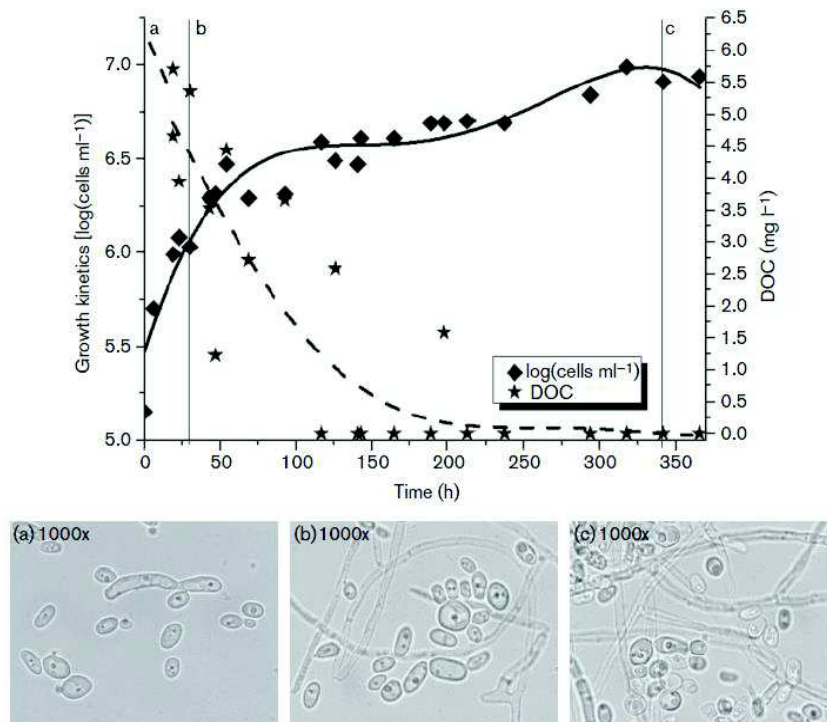 a b c
Growth kinetics [log(cells ml⁻¹)]
7.0
6.5
6.0
5.5
5.0
6.5
6.0
5.5
5.0
4.5
4.0
3.5
3.0
2.5
2.0
1.5
1.0
0.5
0.0
DOC (mg l⁻¹)
log(cells ml⁻¹)
DOC
0 50 100 150 200 250 300 350
Time (h)
(a) 1000x (b) 1000x (c) 1000x